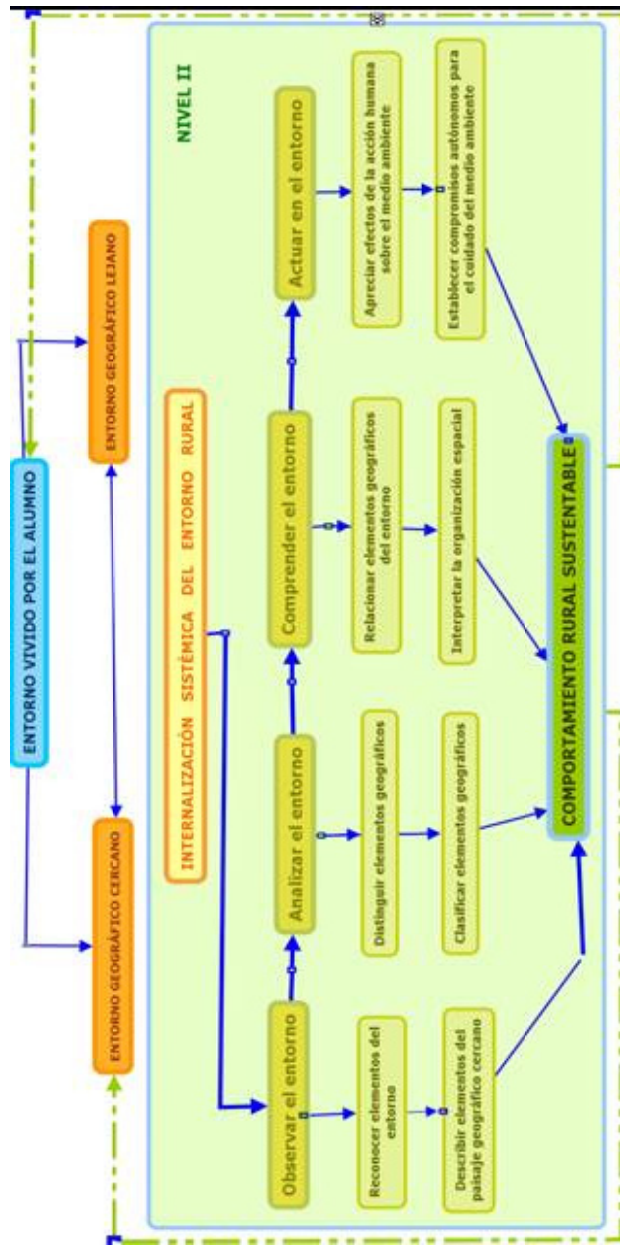 ENTORNO VIVIDO POR EL ALUMNO
ENTORNO GEOGRÁFICO CERCANO
ENTORNO GEOGRÁFICO LEJANO
NIVEL II
INTERNALIZACIÓN SISTÉMICA DEL ENTORNO RURAL
Observar el entorno
Analizar el entorno
Comprender el entorno
Actuar en el entorno
Reconocer elementos del
entorno
Distinguir elementos geográficos
Relacionar elementos geográficos
del entorno
Apreciar efectos de la acción humana
sobre el medio ambiente
Describir elementos del
paisaje geográfico cercano
Clasificar elementos geográficos
Interpretar la organización espacial
Establecer compromisos autónomos para
el cuidado del medio ambiente
COMPORTAMIENTO RURAL SUSTENTABLE